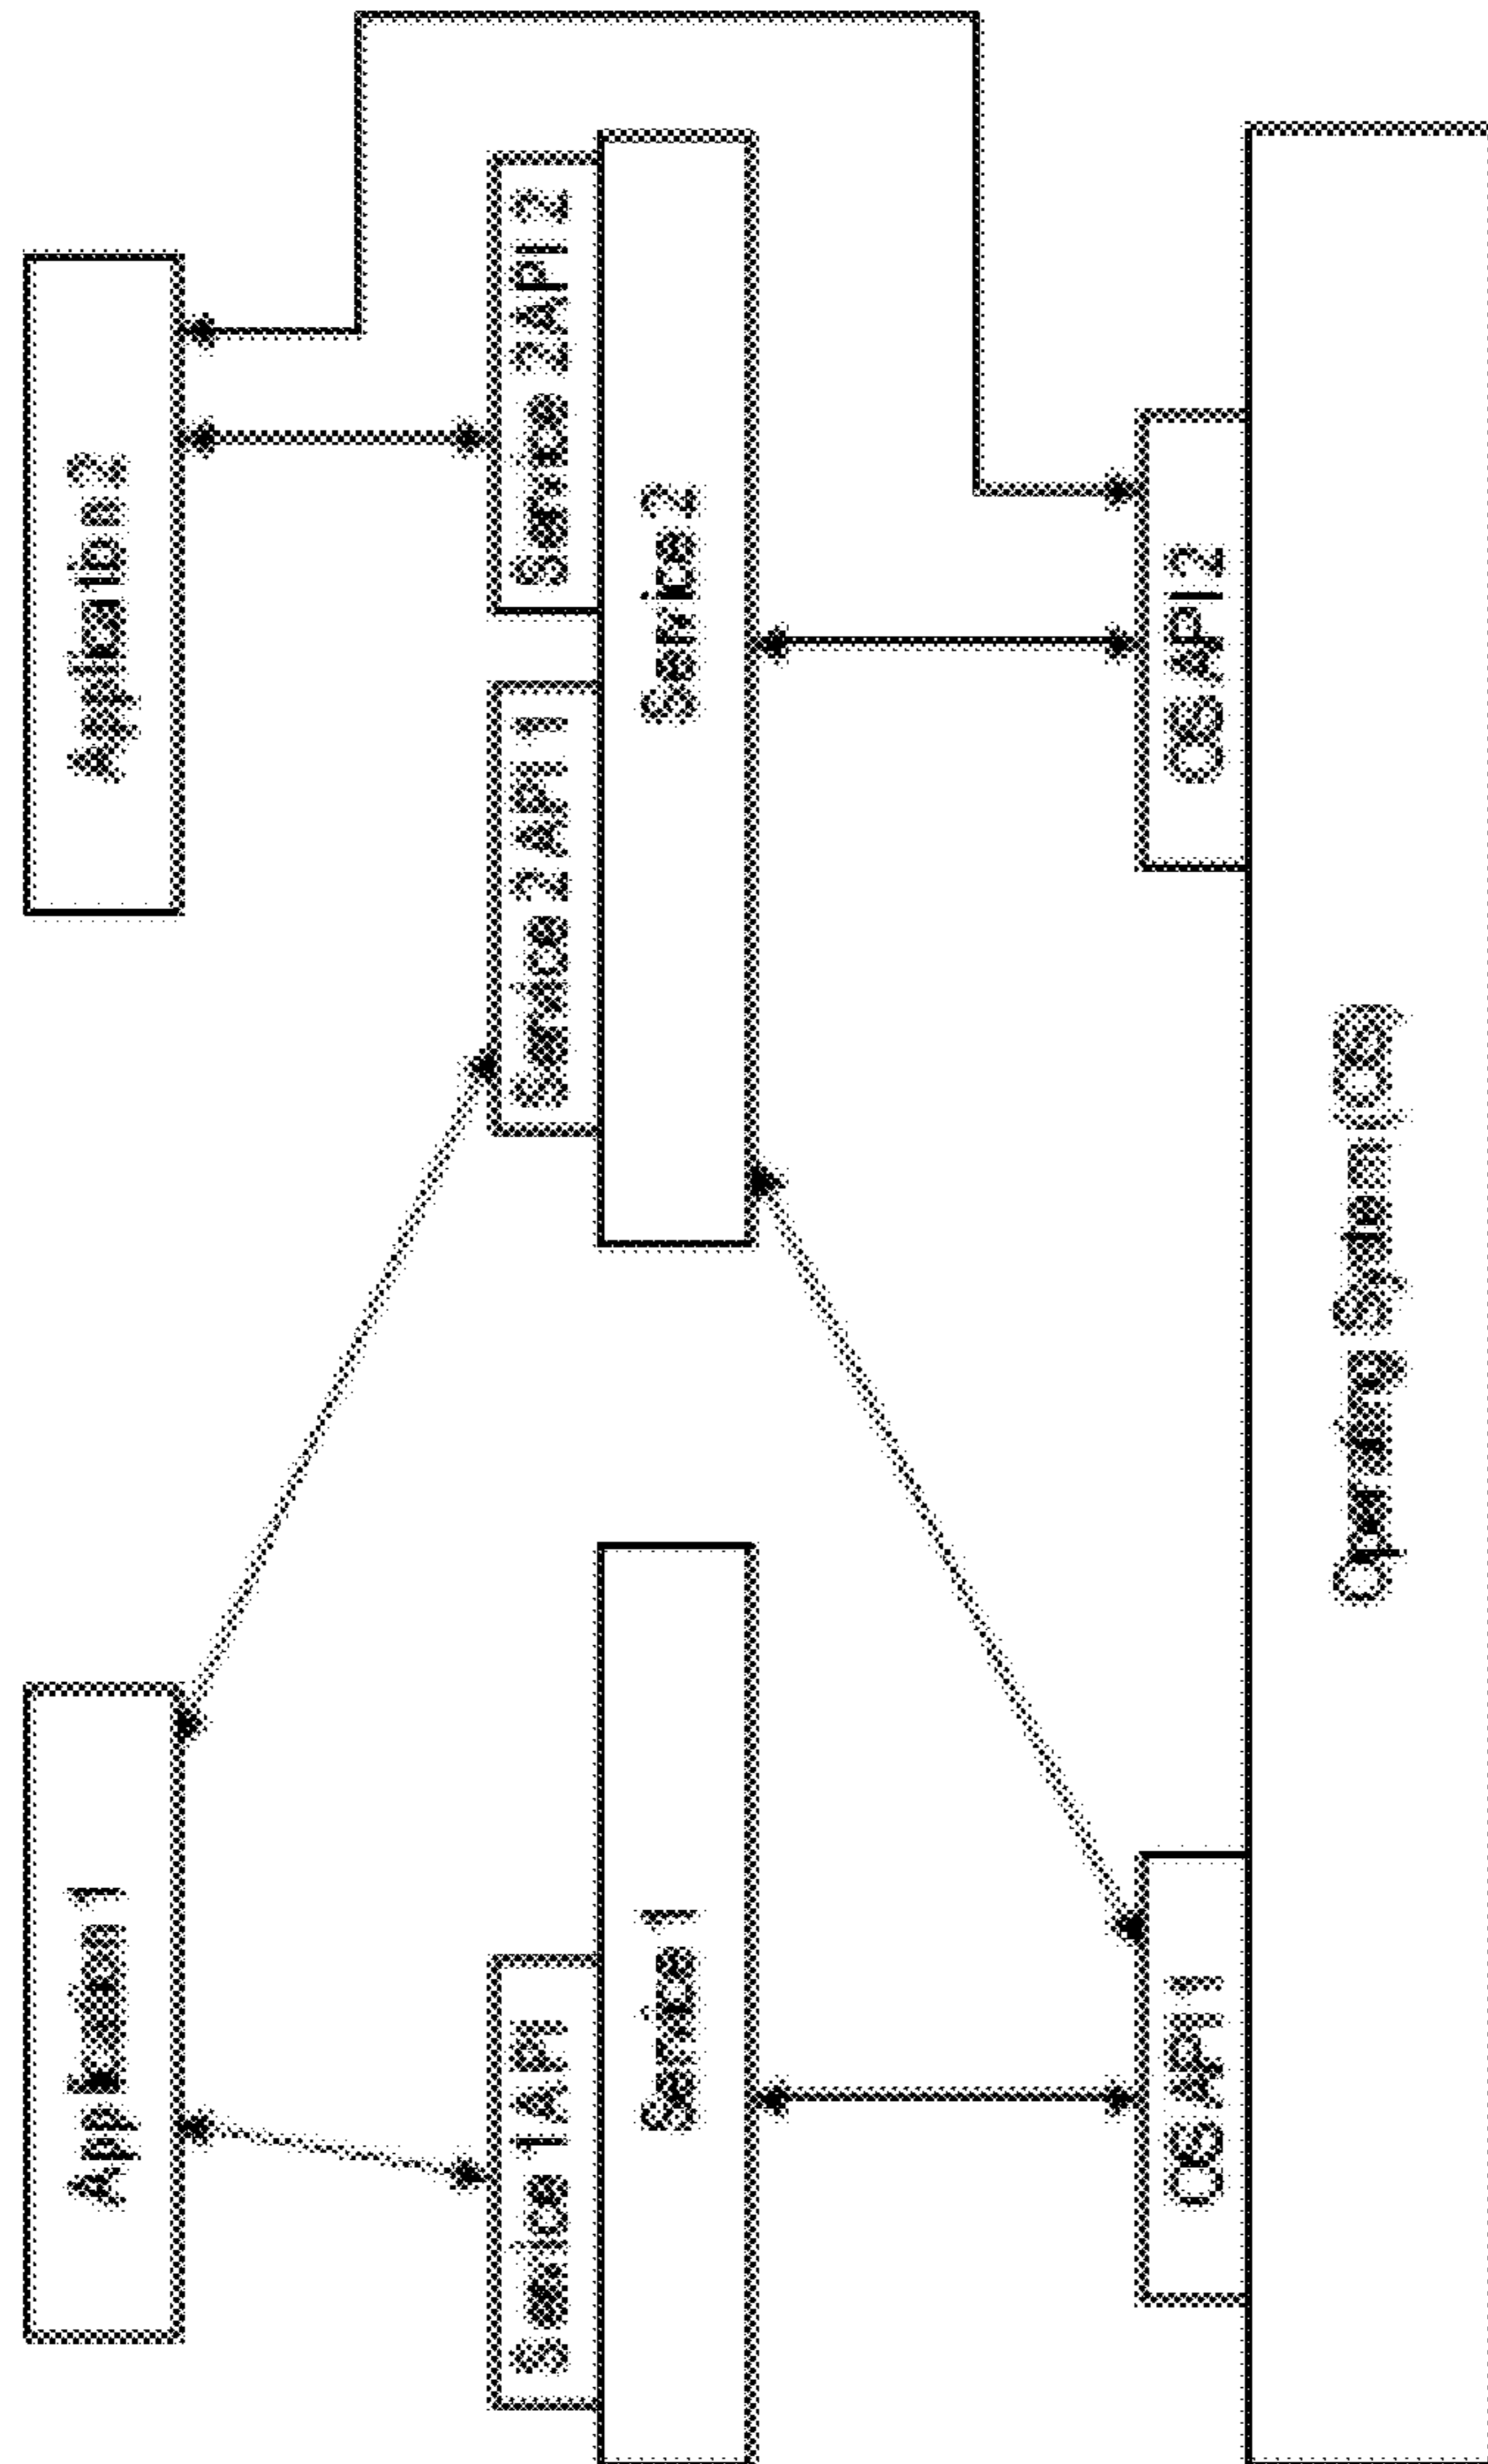 Application 1
Application 2
Service 1 API
Service 2 API 1
Service 2 API 2
Service 1
Service 2
OS API 1
OS API 2
Operating System (OS)